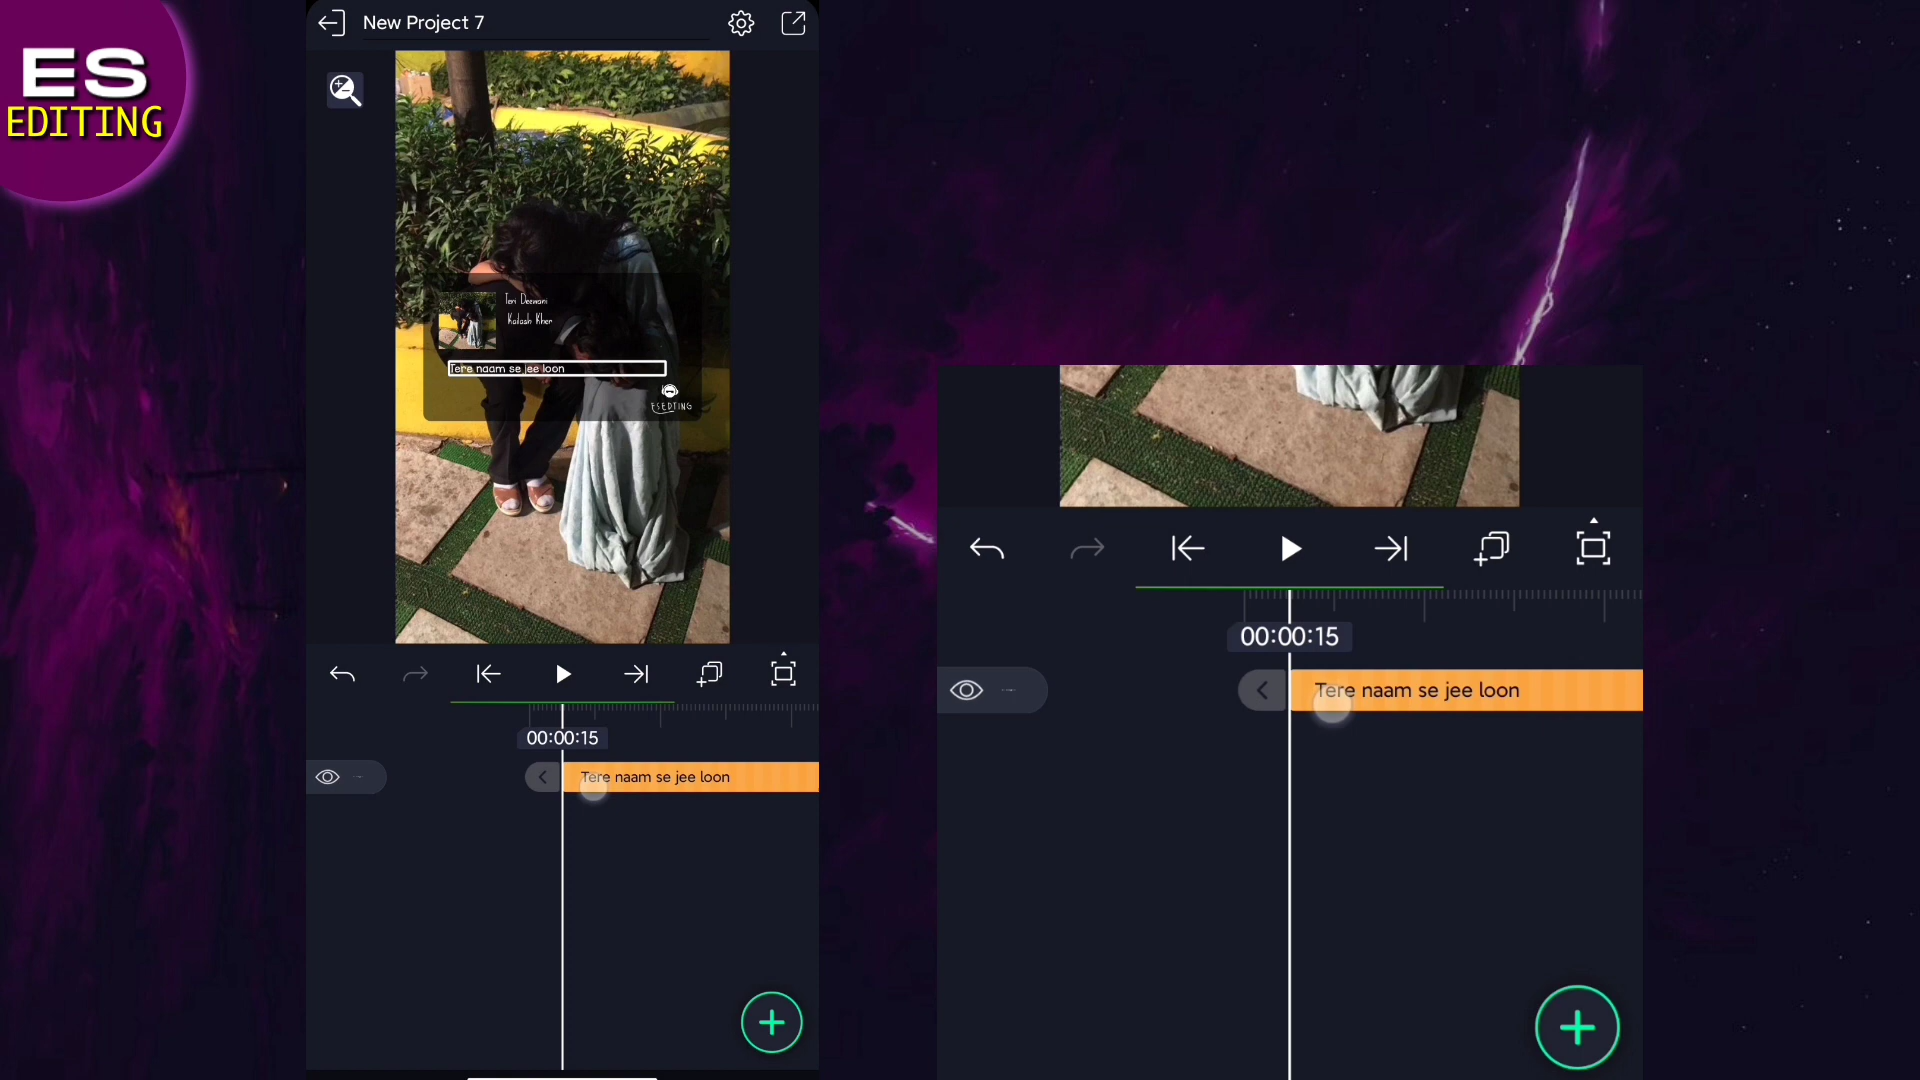 ES
EDITING
New Project 7
Teri Deewani
Kailash Kher
Tere naam se jee loon
ESEDTING
00:00:15
Tere naam se jee loon
00:00:15
Tere naam se jee loon